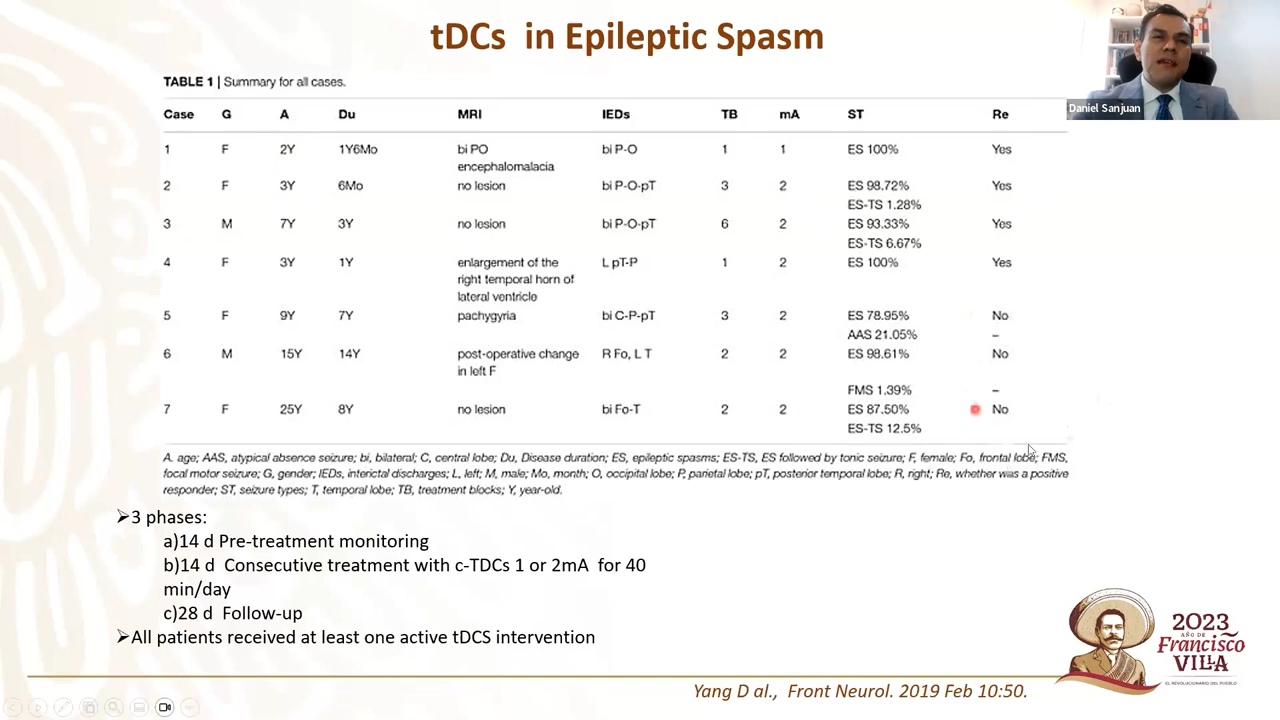 tDCs in Epileptic Spasm
Daniel Sanjuan
TABLE 1 | Summary for all cases.
Case G A Du MRI IEDs TB mA ST Re
1 F 2Y 1Y6Mo bi PO bi P-O 1 1 ES 100% Yes
encephalomalacia
2 F 3Y 6Mo no lesion bi P-O-pT 3 2 ES 98.72% Yes
ES-TS 1.28%
3 M 7Y 3Y no lesion bi P-O-pT 6 2 ES 93.33% Yes
ES-TS 6.67%
4 F 3Y 1Y enlargement of the L pT-P 1 2 ES 100% Yes
right temporal horn of
lateral ventricle
5 F 9Y 7Y pachygyria bi C-P-pT 3 2 ES 78.95% No
AAS 21.05% –
6 M 15Y 14Y post-operative change R Fo, L T 2 2 ES 98.61% No
in left F
FMS 1.39% –
7 F 25Y 8Y no lesion bi Fo-T 2 2 ES 87.50% No
ES-TS 12.5%
A. age; AAS, atypical absence seizure; bi, bilateral; C, central lobe; Du, Disease duration; ES, epileptic spasms; ES-TS, ES followed by tonic seizure; F, female; Fo, frontal lobe; FMS,
focal motor seizure; G, gender; IEDs, interictal discharges; L, left; M, male; Mo, month; O, occipital lobe; P, parietal lobe; pT, posterior temporal lobe; R, right; Re, whether was a positive
responder; ST, seizure types; T, temporal lobe; TB, treatment blocks; Y, year-old.
➢3 phases:
a)14 d Pre-treatment monitoring
b)14 d Consecutive treatment with c-TDCs 1 or 2mA for 40
min/day
c)28 d Follow-up
➢All patients received at least one active tDCS intervention
2023
AÑO DE
Francisco
VILLA
EL REVOLUCIONARIO DEL PUEBLO
Yang D al., Front Neurol. 2019 Feb 10:50.